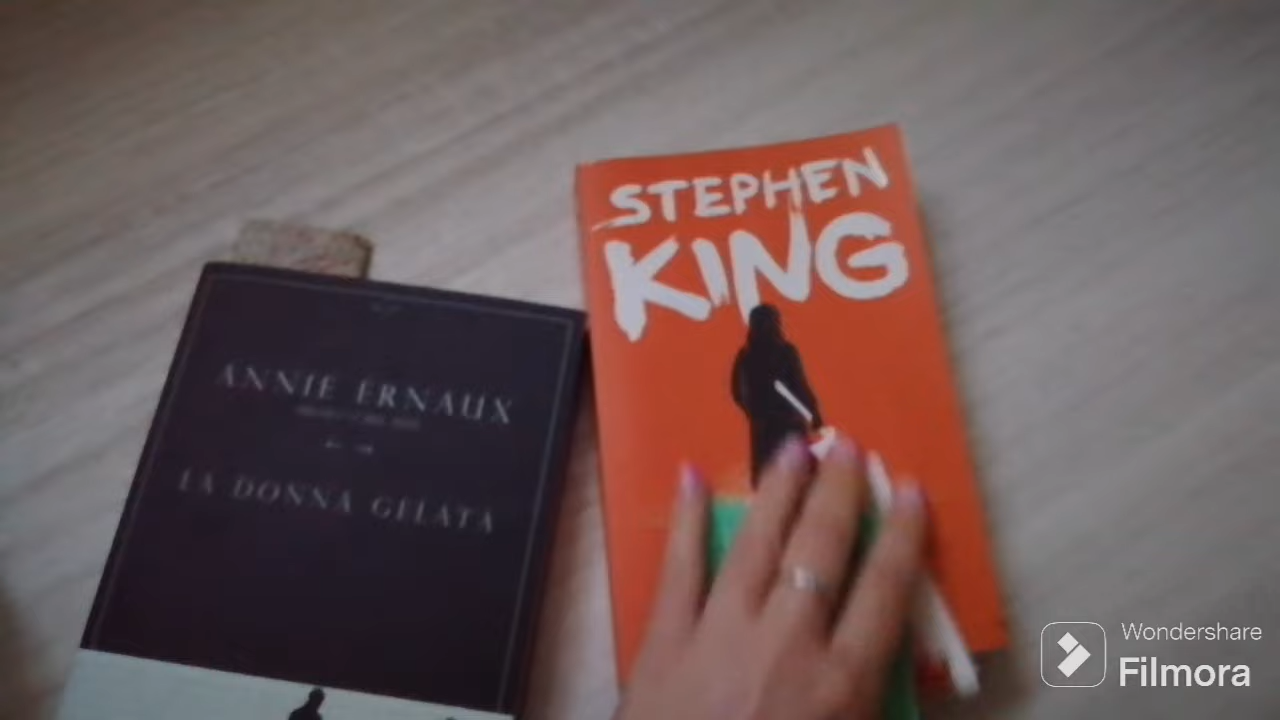 ANNIE ERNAUX
LA DONNA GELATA
STEPHEN
KING
Wondershare
Filmora